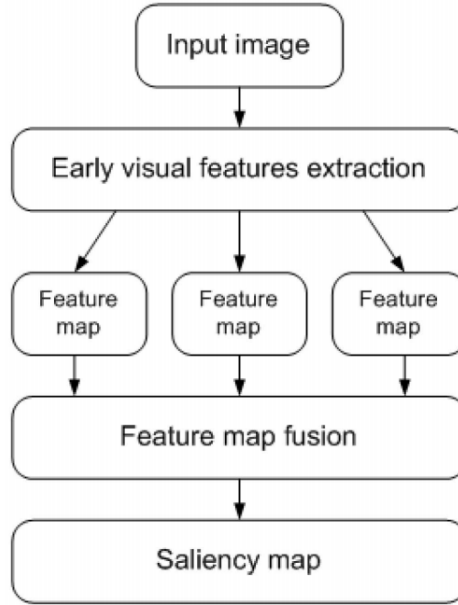 Input image
Early visual features extraction
Feature
map
Feature
map
Feature
map
Feature map fusion
Saliency map